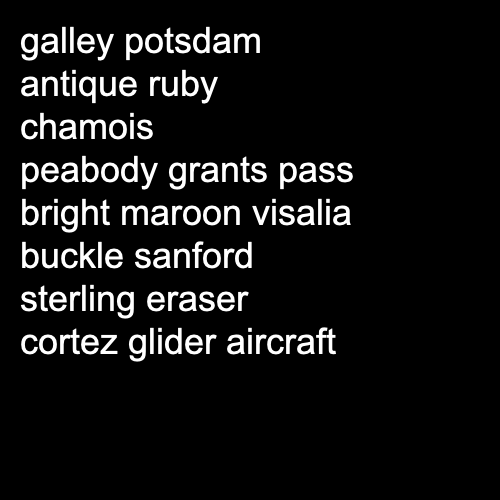 galley potsdam
antique ruby
chamois
peabody grants pass
bright maroon visalia
buckle sanford
sterling eraser
cortez glider aircraft